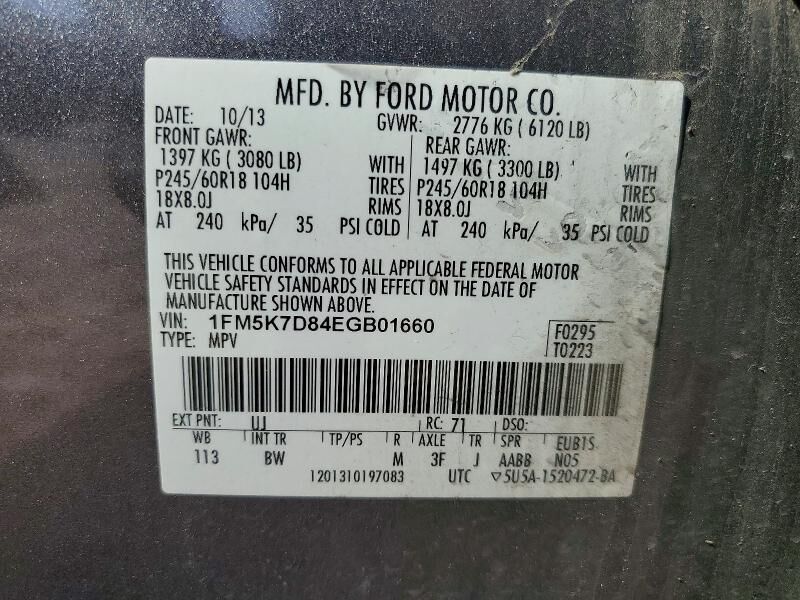 MFD. BY FORD MOTOR CO.
DATE: 10/13 GVWR: 2776 KG ( 6120 LB)
FRONT GAWR: REAR GAWR:
1397 KG ( 3080 LB) WITH 1497 KG ( 3300 LB) WITH
P245/60R18 104H TIRES P245/60R18 104H TIRES
18X8.0J RIMS 18X8.0J RIMS
AT 240 kPa/ 35 PSI COLD AT 240 kPa/ 35 PSI COLD
THIS VEHICLE CONFORMS TO ALL APPLICABLE FEDERAL MOTOR
VEHICLE SAFETY STANDARDS IN EFFECT ON THE DATE OF
MANUFACTURE SHOWN ABOVE.
VIN: 1FM5K7D84EGB01660 F0295
TYPE: MPV T0223
EXT PNT: UJ RC: 71 DSO:
WB INT TR TP/PS R AXLE TR SPR EUB1S
113 BW M 3F J AABB N05
1201310197083 UTC ▽5U5A-1520472-BA